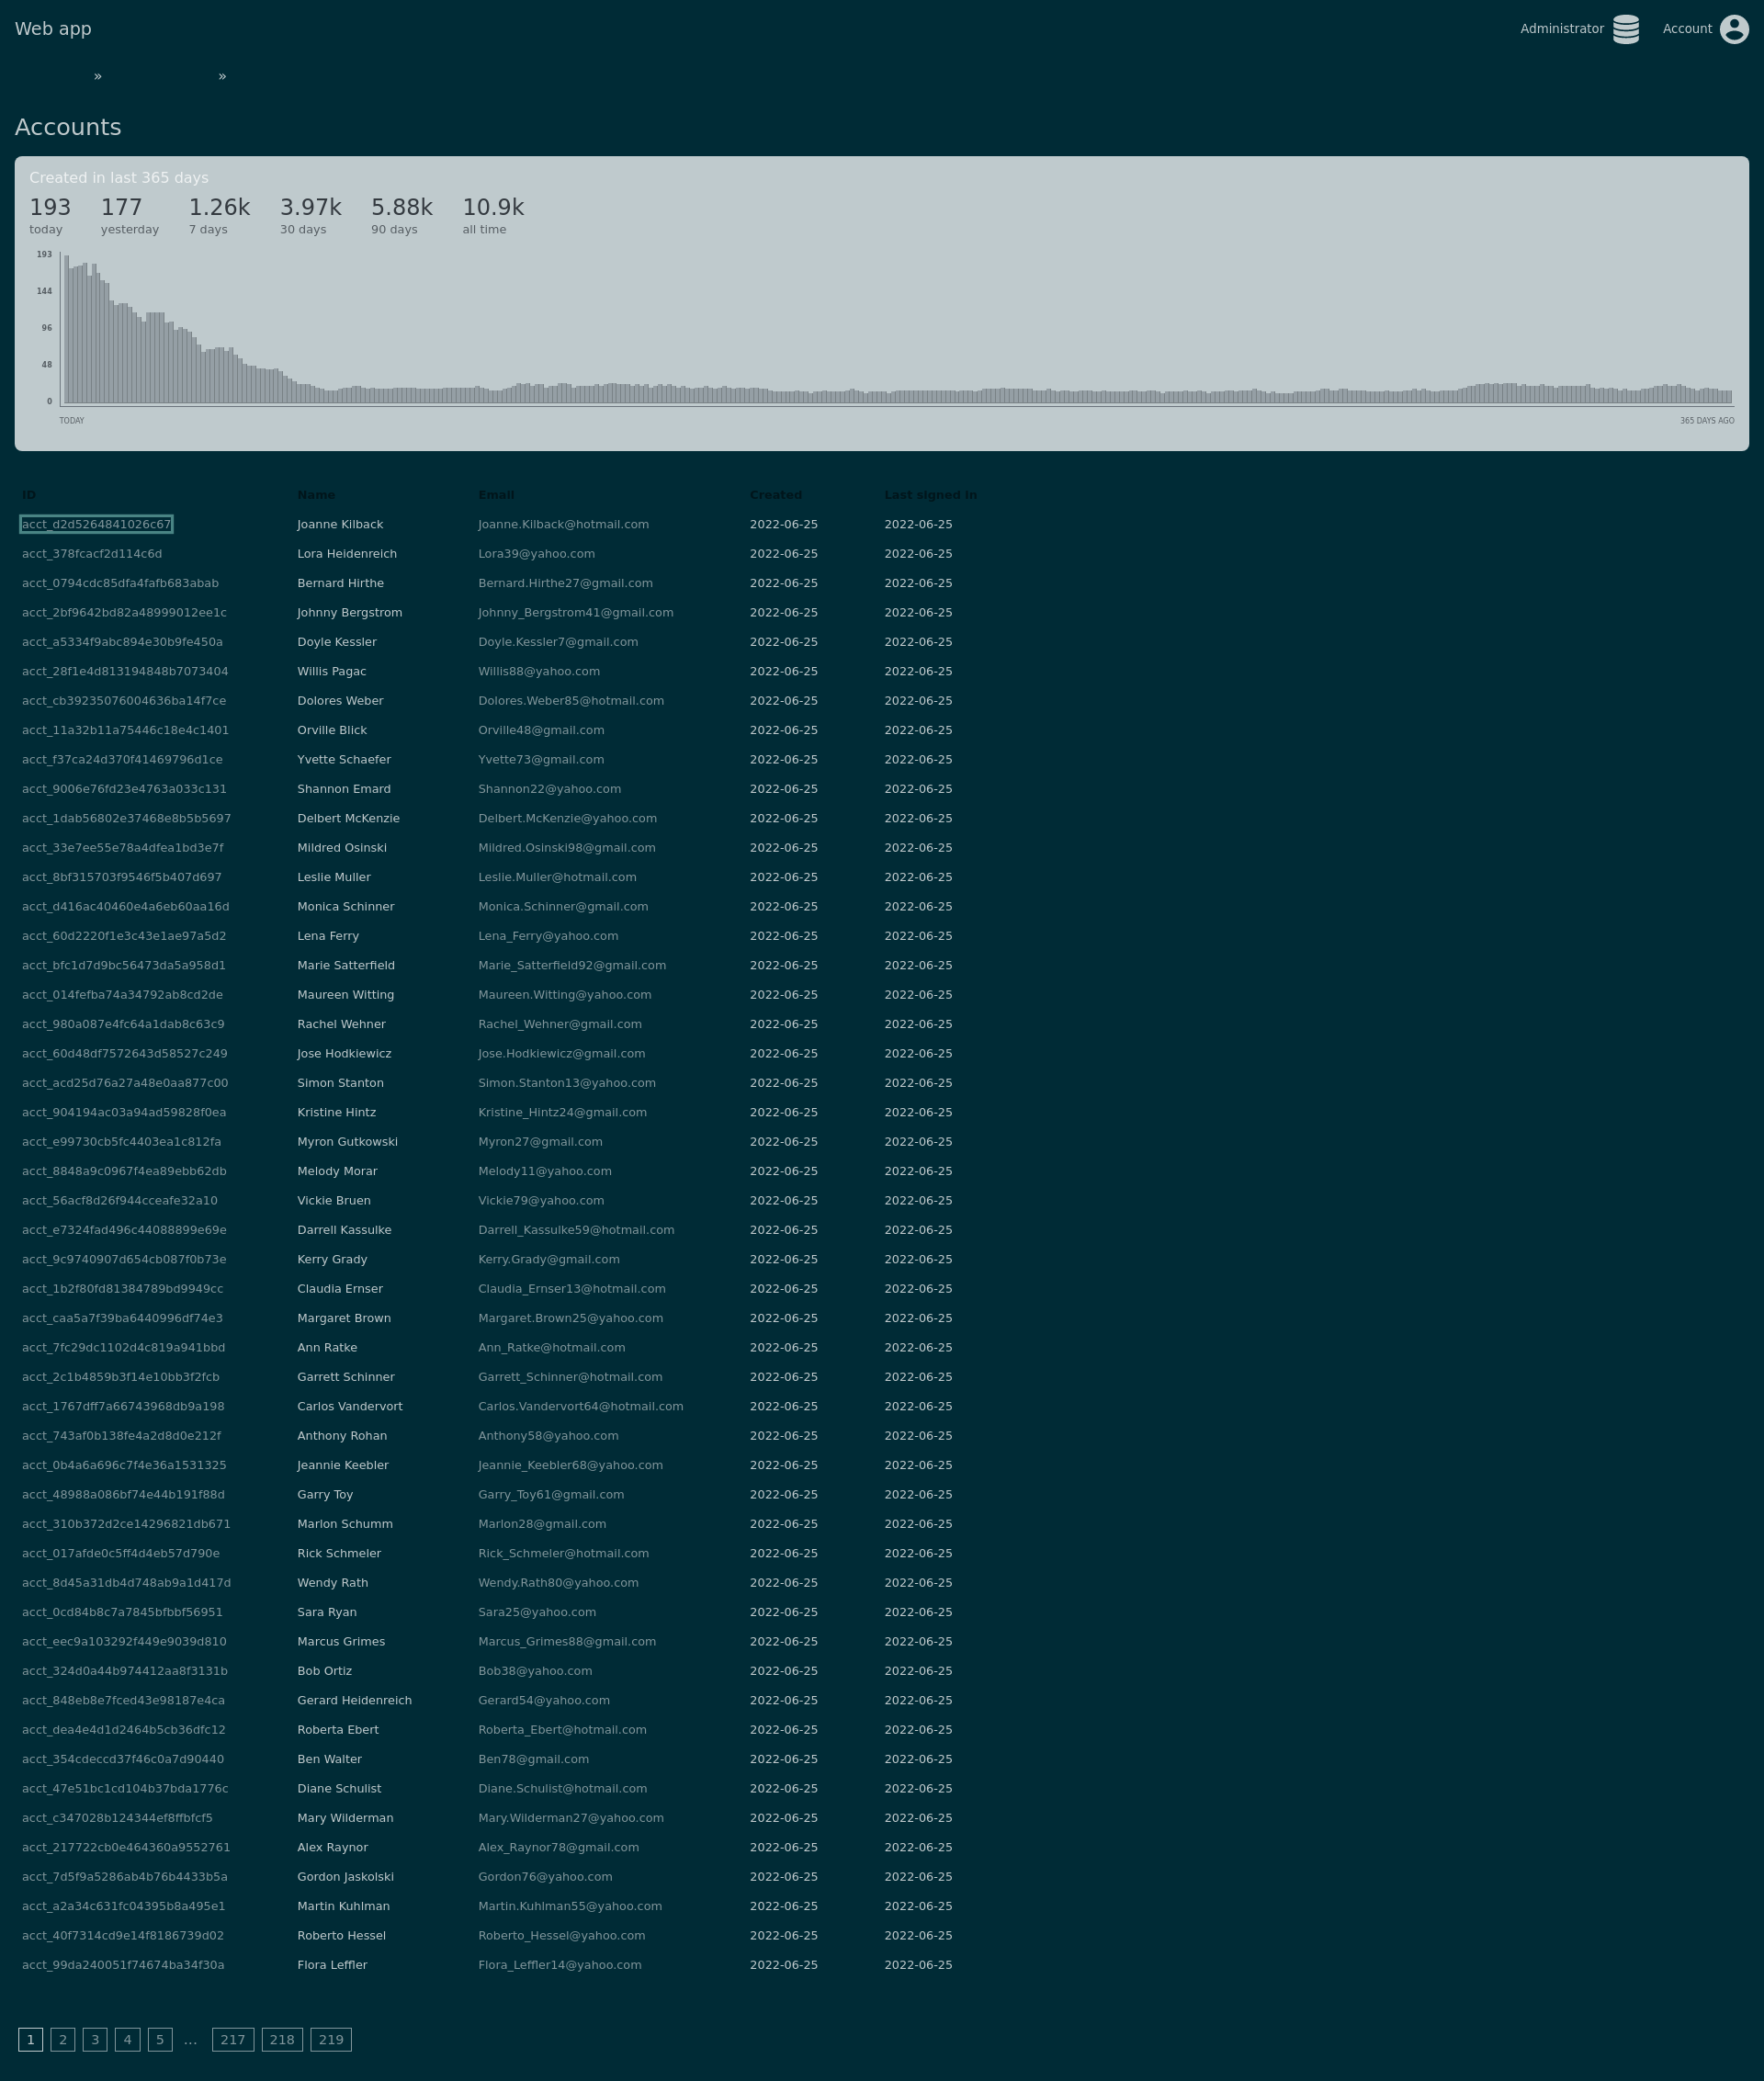 Web app
Administrator
Account
»
»
Accounts
Created in last 365 days
193 177 1.26k 3.97k 5.88k 10.9k
today yesterday 7 days 30 days 90 days all time
193
144
96
48
0
TODAY 365 DAYS AGO
ID Name Email Created Last signed in
acct_d2d5264841026c67 Joanne Kilback Joanne.Kilback@hotmail.com 2022-06-25 2022-06-25
acct_378fcacf2d114c6d Lora Heidenreich Lora39@yahoo.com 2022-06-25 2022-06-25
acct_0794cdc85dfa4fafb683abab Bernard Hirthe Bernard.Hirthe27@gmail.com 2022-06-25 2022-06-25
acct_2bf9642bd82a48999012ee1c Johnny Bergstrom Johnny_Bergstrom41@gmail.com 2022-06-25 2022-06-25
acct_a5334f9abc894e30b9fe450a Doyle Kessler Doyle.Kessler7@gmail.com 2022-06-25 2022-06-25
acct_28f1e4d813194848b7073404 Willis Pagac Willis88@yahoo.com 2022-06-25 2022-06-25
acct_cb39235076004636ba14f7ce Dolores Weber Dolores.Weber85@hotmail.com 2022-06-25 2022-06-25
acct_11a32b11a75446c18e4c1401 Orville Blick Orville48@gmail.com 2022-06-25 2022-06-25
acct_f37ca24d370f41469796d1ce Yvette Schaefer Yvette73@gmail.com 2022-06-25 2022-06-25
acct_9006e76fd23e4763a033c131 Shannon Emard Shannon22@yahoo.com 2022-06-25 2022-06-25
acct_1dab56802e37468e8b5b5697 Delbert McKenzie Delbert.McKenzie@yahoo.com 2022-06-25 2022-06-25
acct_33e7ee55e78a4dfea1bd3e7f Mildred Osinski Mildred.Osinski98@gmail.com 2022-06-25 2022-06-25
acct_8bf315703f9546f5b407d697 Leslie Muller Leslie.Muller@hotmail.com 2022-06-25 2022-06-25
acct_d416ac40460e4a6eb60aa16d Monica Schinner Monica.Schinner@gmail.com 2022-06-25 2022-06-25
acct_60d2220f1e3c43e1ae97a5d2 Lena Ferry Lena_Ferry@yahoo.com 2022-06-25 2022-06-25
acct_bfc1d7d9bc56473da5a958d1 Marie Satterfield Marie_Satterfield92@gmail.com 2022-06-25 2022-06-25
acct_014fefba74a34792ab8cd2de Maureen Witting Maureen.Witting@yahoo.com 2022-06-25 2022-06-25
acct_980a087e4fc64a1dab8c63c9 Rachel Wehner Rachel_Wehner@gmail.com 2022-06-25 2022-06-25
acct_60d48df7572643d58527c249 Jose Hodkiewicz Jose.Hodkiewicz@gmail.com 2022-06-25 2022-06-25
acct_acd25d76a27a48e0aa877c00 Simon Stanton Simon.Stanton13@yahoo.com 2022-06-25 2022-06-25
acct_904194ac03a94ad59828f0ea Kristine Hintz Kristine_Hintz24@gmail.com 2022-06-25 2022-06-25
acct_e99730cb5fc4403ea1c812fa Myron Gutkowski Myron27@gmail.com 2022-06-25 2022-06-25
acct_8848a9c0967f4ea89ebb62db Melody Morar Melody11@yahoo.com 2022-06-25 2022-06-25
acct_56acf8d26f944cceafe32a10 Vickie Bruen Vickie79@yahoo.com 2022-06-25 2022-06-25
acct_e7324fad496c44088899e69e Darrell Kassulke Darrell_Kassulke59@hotmail.com 2022-06-25 2022-06-25
acct_9c9740907d654cb087f0b73e Kerry Grady Kerry.Grady@gmail.com 2022-06-25 2022-06-25
acct_1b2f80fd81384789bd9949cc Claudia Ernser Claudia_Ernser13@hotmail.com 2022-06-25 2022-06-25
acct_caa5a7f39ba6440996df74e3 Margaret Brown Margaret.Brown25@yahoo.com 2022-06-25 2022-06-25
acct_7fc29dc1102d4c819a941bbd Ann Ratke Ann_Ratke@hotmail.com 2022-06-25 2022-06-25
acct_2c1b4859b3f14e10bb3f2fcb Garrett Schinner Garrett_Schinner@hotmail.com 2022-06-25 2022-06-25
acct_1767dff7a66743968db9a198 Carlos Vandervort Carlos.Vandervort64@hotmail.com 2022-06-25 2022-06-25
acct_743af0b138fe4a2d8d0e212f Anthony Rohan Anthony58@yahoo.com 2022-06-25 2022-06-25
acct_0b4a6a696c7f4e36a1531325 Jeannie Keebler Jeannie_Keebler68@yahoo.com 2022-06-25 2022-06-25
acct_48988a086bf74e44b191f88d Garry Toy Garry_Toy61@gmail.com 2022-06-25 2022-06-25
acct_310b372d2ce14296821db671 Marlon Schumm Marlon28@gmail.com 2022-06-25 2022-06-25
acct_017afde0c5ff4d4eb57d790e Rick Schmeler Rick_Schmeler@hotmail.com 2022-06-25 2022-06-25
acct_8d45a31db4d748ab9a1d417d Wendy Rath Wendy.Rath80@yahoo.com 2022-06-25 2022-06-25
acct_0cd84b8c7a7845bfbbf56951 Sara Ryan Sara25@yahoo.com 2022-06-25 2022-06-25
acct_eec9a103292f449e9039d810 Marcus Grimes Marcus_Grimes88@gmail.com 2022-06-25 2022-06-25
acct_324d0a44b974412aa8f3131b Bob Ortiz Bob38@yahoo.com 2022-06-25 2022-06-25
acct_848eb8e7fced43e98187e4ca Gerard Heidenreich Gerard54@yahoo.com 2022-06-25 2022-06-25
acct_dea4e4d1d2464b5cb36dfc12 Roberta Ebert Roberta_Ebert@hotmail.com 2022-06-25 2022-06-25
acct_354cdeccd37f46c0a7d90440 Ben Walter Ben78@gmail.com 2022-06-25 2022-06-25
acct_47e51bc1cd104b37bda1776c Diane Schulist Diane.Schulist@hotmail.com 2022-06-25 2022-06-25
acct_c347028b124344ef8ffbfcf5 Mary Wilderman Mary.Wilderman27@yahoo.com 2022-06-25 2022-06-25
acct_217722cb0e464360a9552761 Alex Raynor Alex_Raynor78@gmail.com 2022-06-25 2022-06-25
acct_7d5f9a5286ab4b76b4433b5a Gordon Jaskolski Gordon76@yahoo.com 2022-06-25 2022-06-25
acct_a2a34c631fc04395b8a495e1 Martin Kuhlman Martin.Kuhlman55@yahoo.com 2022-06-25 2022-06-25
acct_40f7314cd9e14f8186739d02 Roberto Hessel Roberto_Hessel@yahoo.com 2022-06-25 2022-06-25
acct_99da240051f74674ba34f30a Flora Leffler Flora_Leffler14@yahoo.com 2022-06-25 2022-06-25
1 2 3 4 5 … 217 218 219